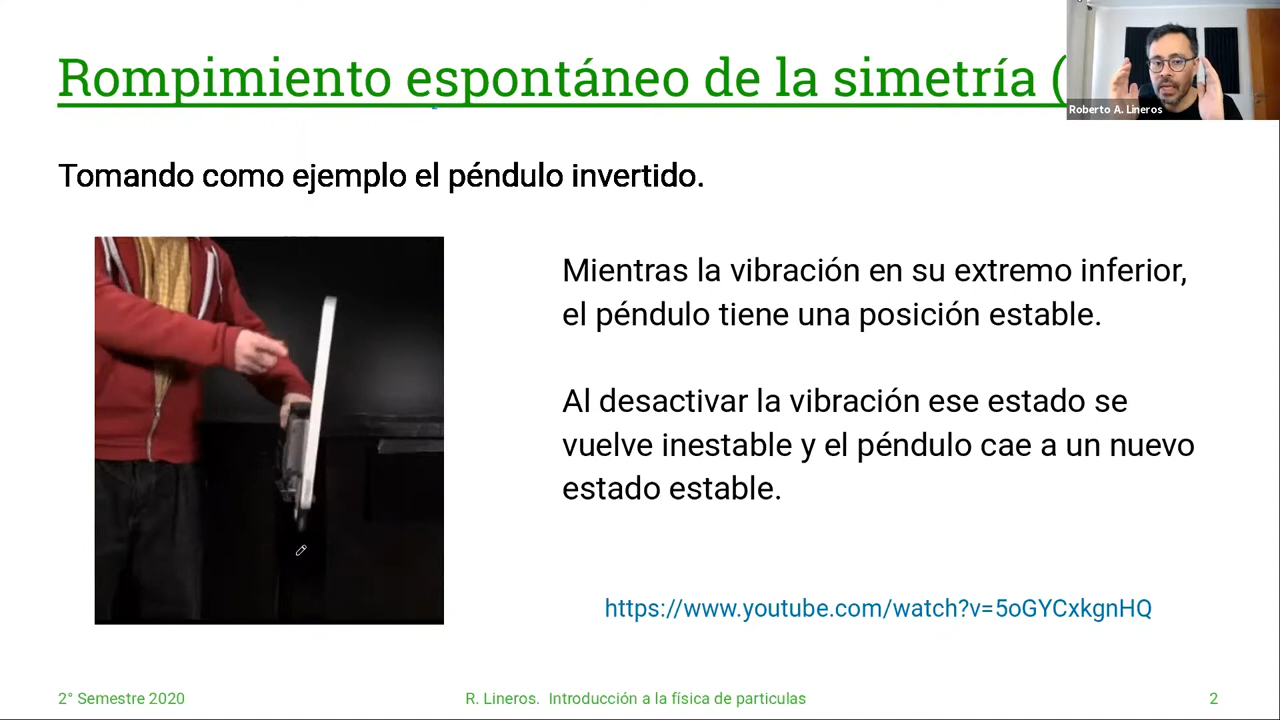 Rompimiento espontáneo de la simetría (
Roberto A. Lineros
Tomando como ejemplo el péndulo invertido.
Mientras la vibración en su extremo inferior,
el péndulo tiene una posición estable.
Al desactivar la vibración ese estado se
vuelve inestable y el péndulo cae a un nuevo
estado estable.
https://www.youtube.com/watch?v=5oGYCxkgnHQ
2° Semestre 2020
R. Lineros. Introducción a la física de particulas
2